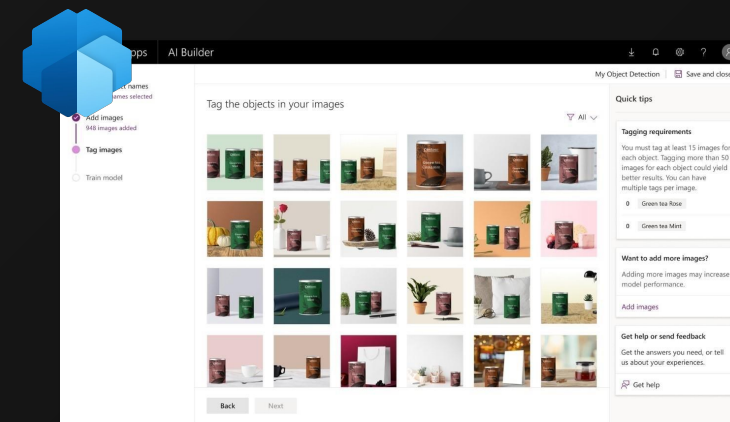 pps
AI Builder
My Object Detection
Save and close
ct names
ames selected
Add images
948 images added
Tag images
Train model
Tag the objects in your images
All
Quick tips
Tagging requirements
You must tag at least 15 images for
each object. Tagging more than 50
images for each object could yield
better results. You can have
multiple tags per image.
0 Green tea Rose
0 Green tea Mint
Want to add more images?
Adding more images may increase
model performance.
Add images
Get help or send feedback
Get the answers you need, or tell
us about your experiences.
Get help
Back
Next